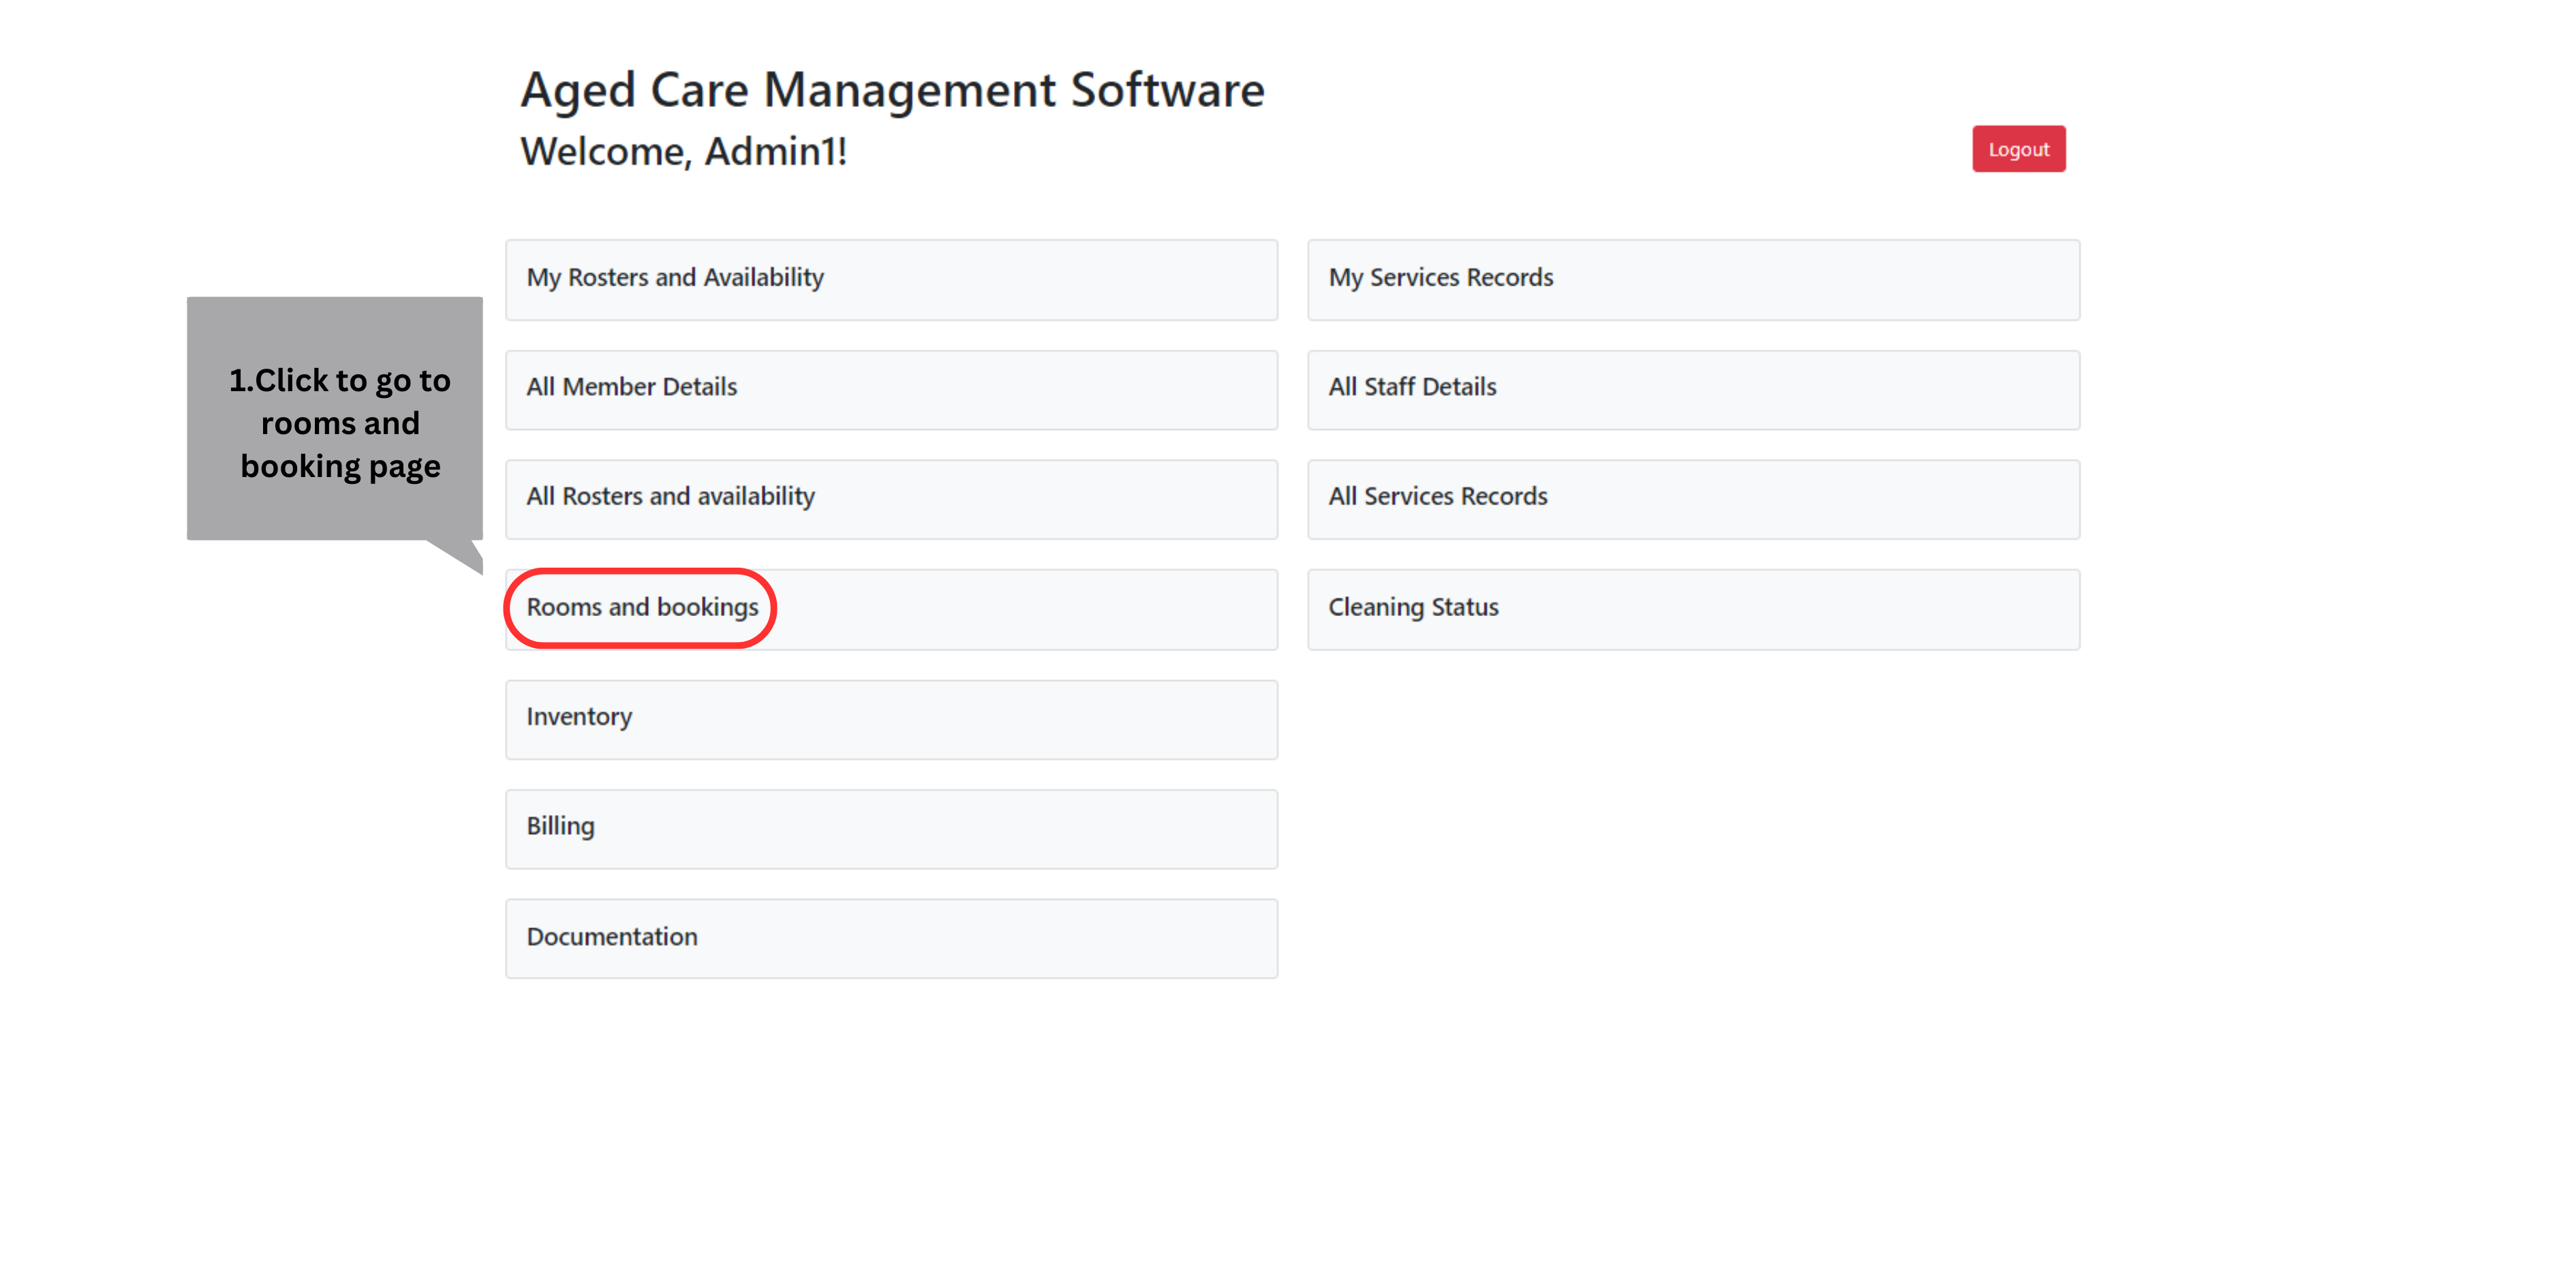 Aged Care Management Software
Welcome, Admin1!
Logout
My Rosters and Availability
My Services Records
1.Click to go to
rooms and
booking page
All Member Details
All Staff Details
All Rosters and availability
All Services Records
Rooms and bookings
Cleaning Status
Inventory
Billing
Documentation